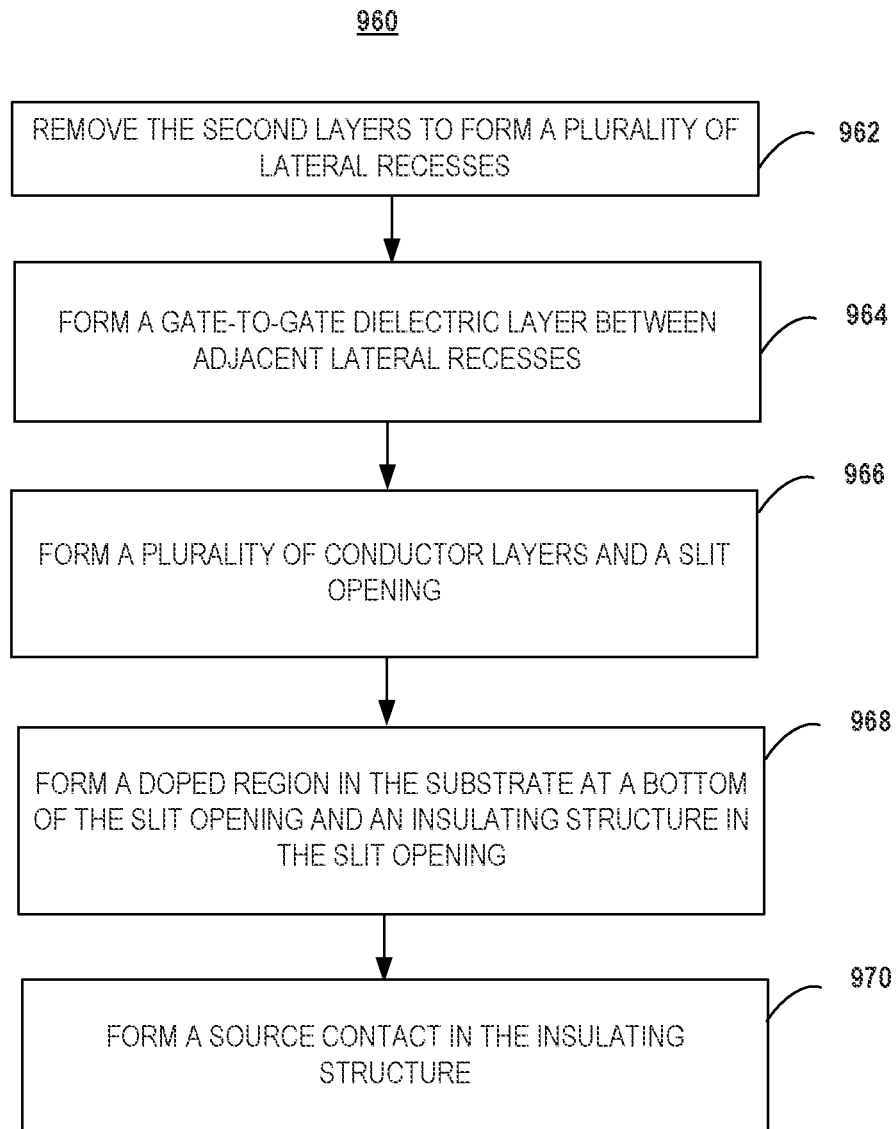 960
REMOVE THE SECOND LAYERS TO FORM A PLURALITY OF
LATERAL RECESSES
962
FORM A GATE-TO-GATE DIELECTRIC LAYER BETWEEN
ADJACENT LATERAL RECESSES
964
FORM A PLURALITY OF CONDUCTOR LAYERS AND A SLIT
OPENING
966
FORM A DOPED REGION IN THE SUBSTRATE AT A BOTTOM
OF THE SLIT OPENING AND AN INSULATING STRUCTURE IN
THE SLIT OPENING
968
FORM A SOURCE CONTACT IN THE INSULATING
STRUCTURE
970